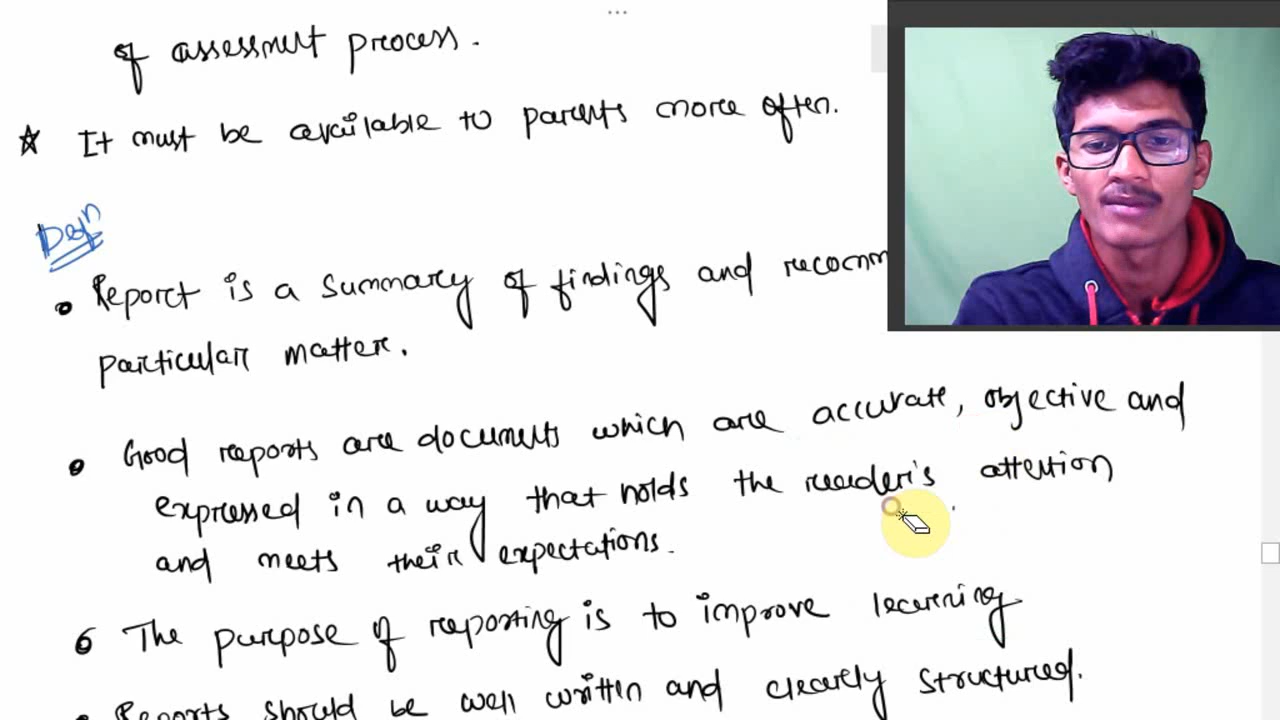 of assessment process.
☆ It must be available to parents more often.
Defn
• Report is a summary of findings and recomm
particular matter.
• Good reports are documents which are accurate, objective and
expressed in a way that holds the reader's attention
and meets their expectations.
• The purpose of reporting is to improve learning
• Reports should be well written and clearly structured.